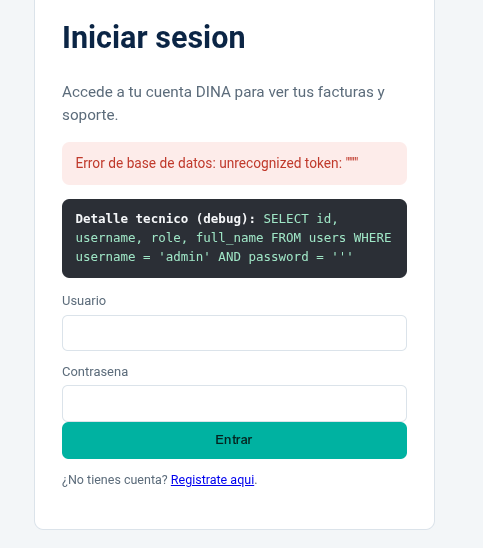 Iniciar sesion
Accede a tu cuenta DINA para ver tus facturas y
soporte.
Error de base de datos: unrecognized token: "'''"
Detalle tecnico (debug): SELECT id,
username, role, full_name FROM users WHERE
username = 'admin' AND password = '''
Usuario
Contrasena
Entrar
¿No tienes cuenta? Registrate aqui.